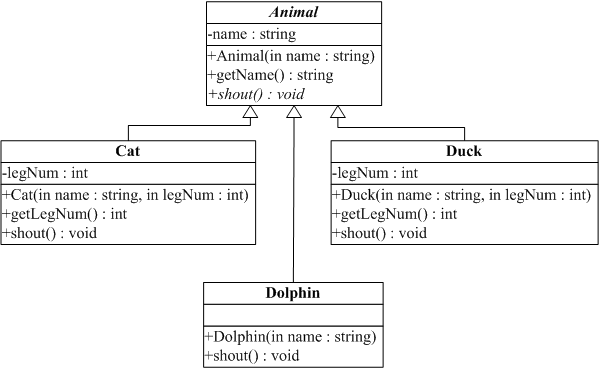 Animal
-name : string
+Animal(in name : string)
+getName() : string
+shout() : void
Cat
-legNum : int
+Cat(in name : string, in legNum : int)
+getLegNum() : int
+shout() : void
Duck
-legNum : int
+Duck(in name : string, in legNum : int)
+getLegNum() : int
+shout() : void
Dolphin
+Dolphin(in name : string)
+shout() : void